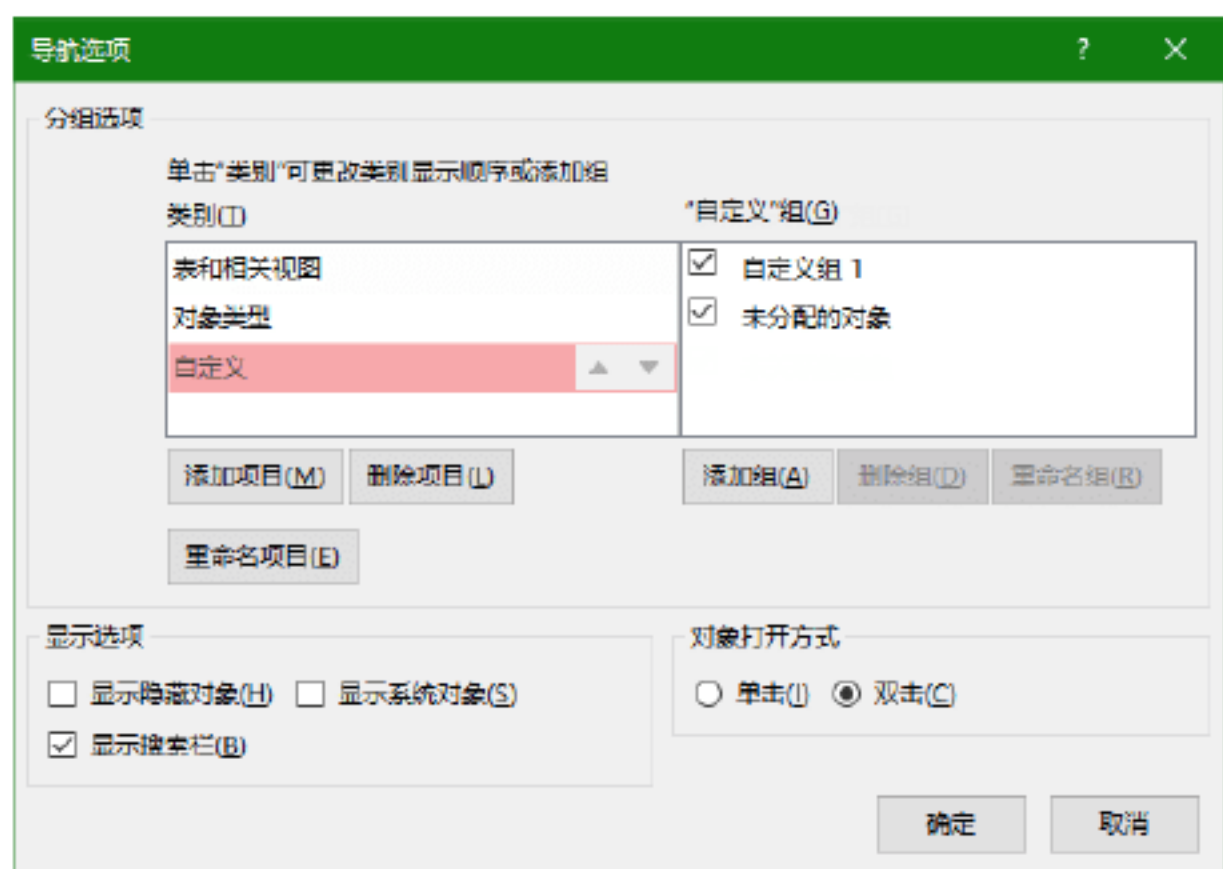 导航选项 ?
分组选项
单击“类别”可更改类别显示顺序或添加组
类别(T) “自定义”组(G)
表和相关视图 自定义组 1
对象类型 未分配的对象
自定义
添加项目(M) 删除项目(L) 添加组(A) 删除组(D) 重命名组(R)
重命名项目(E)
显示选项 对象打开方式
显示隐藏对象(H) 显示系统对象(S) 单击(I) 双击(C)
显示搜索栏(B)
确定 取消